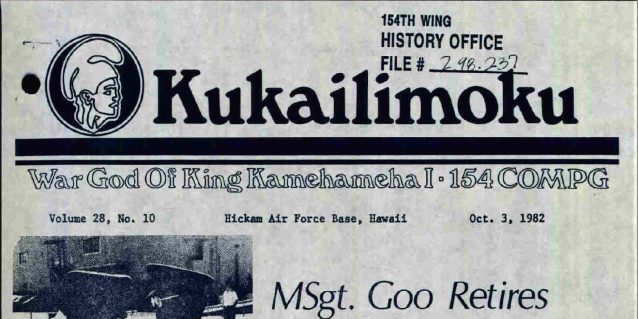 154TH WING
HISTORY OFFICE
FILE # 2.98.237
Kukailimoku
War God Of King Kamehameha I • 154 COMPG
Volume 28, No. 10 Hickam Air Force Base, Hawaii Oct. 3, 1982
MSgt. Goo Retires